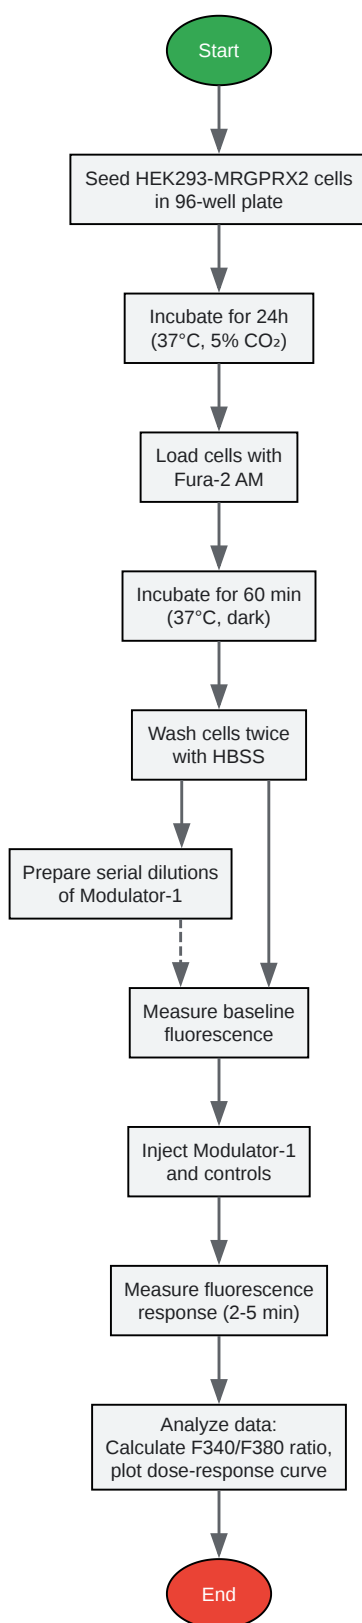 Start
Seed HEK293-MRGPRX2 cells
in 96-well plate
Incubate for 24h
(37°C, 5% CO₂)
Load cells with
Fura-2 AM
Incubate for 60 min
(37°C, dark)
Wash cells twice
with HBSS
Prepare serial dilutions
of Modulator-1
Measure baseline
fluorescence
Inject Modulator-1
and controls
Measure fluorescence
response (2-5 min)
Analyze data:
Calculate F340/F380 ratio,
plot dose-response curve
End